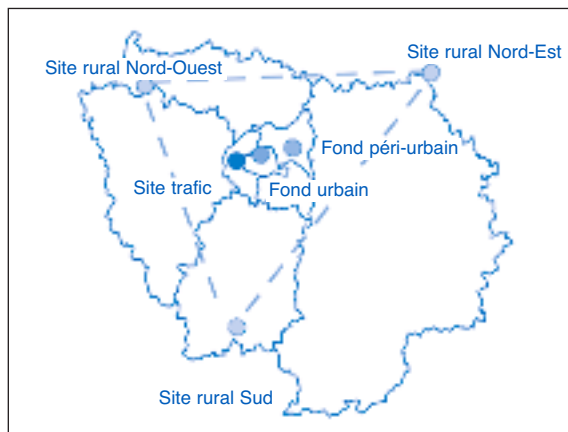 Site rural Nord-Est
Site rural Nord-Ouest
Fond péri-urbain
Site trafic
Fond urbain
Site rural Sud